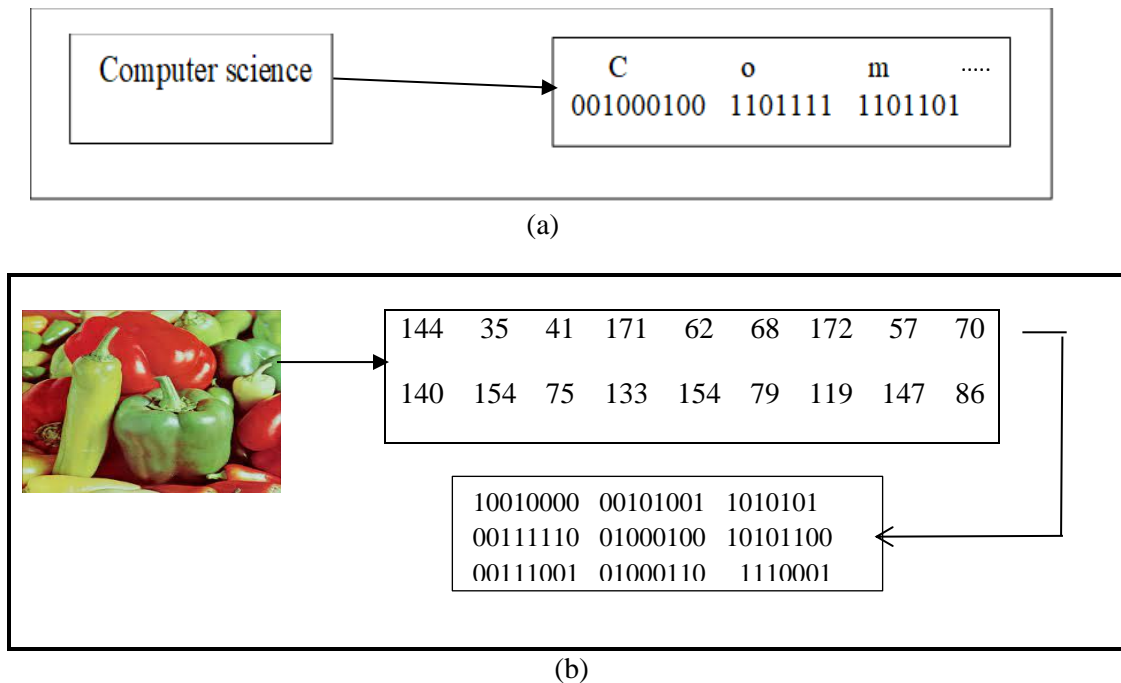 Computer science
C o m .....
001000100 1101111 1101101
(a)
144 35 41 171 62 68 172 57 70
140 154 75 133 154 79 119 147 86
10010000 00101001 1010101
00111110 01000100 10101100
00111001 01000110 1110001
(b)